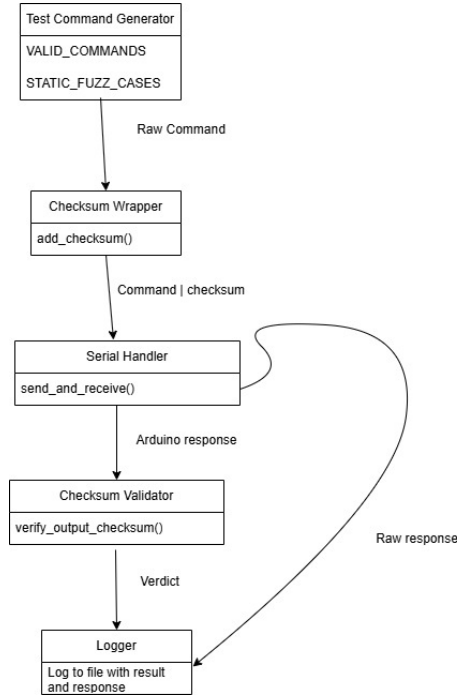 Test Command Generator
VALID_COMMANDS
STATIC_FUZZ_CASES
Raw Command
Checksum Wrapper
add_checksum()
Command | checksum
Serial Handler
send_and_receive()
Arduino response
Checksum Validator
verify_output_checksum()
Raw response
Verdict
Logger
Log to file with result
and response